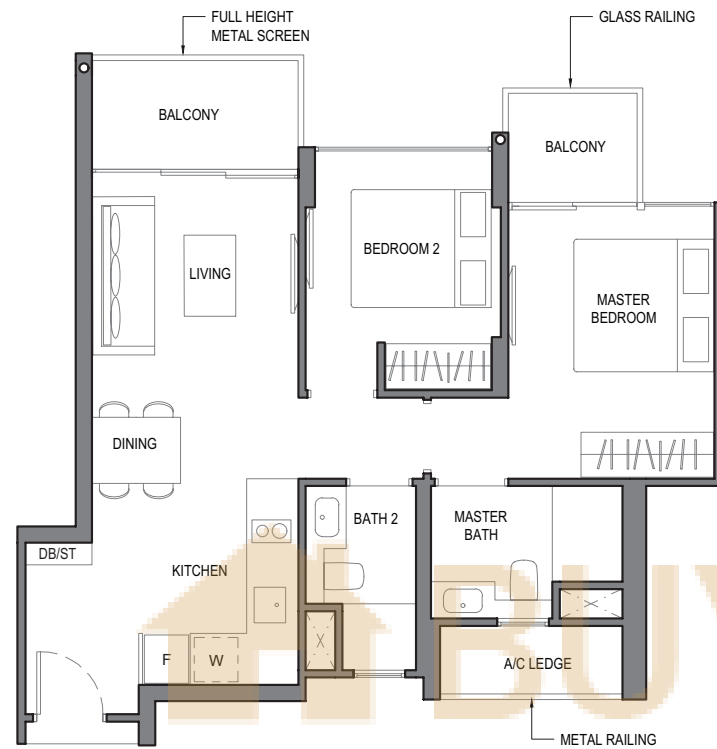 FULL HEIGHT
METAL SCREEN
GLASS RAILING
BALCONY
BALCONY
BEDROOM 2
LIVING
MASTER
BEDROOM
DINING
BATH 2
MASTER
BATH
DB/ST
KITCHEN
F
W
A/C LEDGE
METAL RAILING
BUY